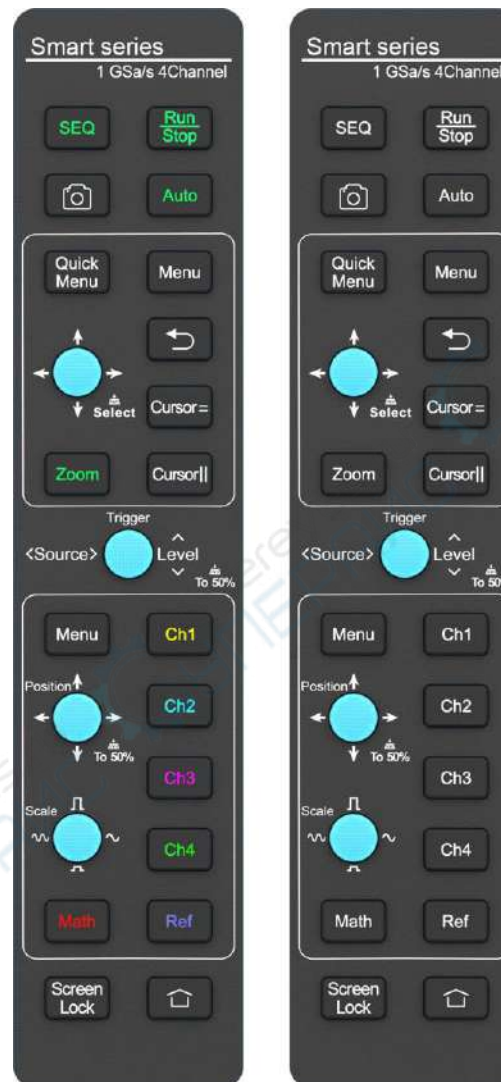 Smart series
1 GSa/s 4Channel
SEQ
Run
Stop
Auto
Quick
Menu
Menu
Select
Cursor=
Zoom
Cursor||
Trigger
<Source>
Level
To 50%
Menu
Ch1
Position
Ch2
To 50%
Ch3
Scale
Ch4
Math
Ref
Screen
Lock
Smart series
1 GSa/s 4Channel
SEQ
Run
Stop
Auto
Quick
Menu
Menu
Select
Cursor=
Zoom
Cursor||
Trigger
<Source>
Level
To 50
Menu
Ch1
Position
Ch2
To 50%
Ch3
Scale
Ch4
Math
Ref
Screen
Lock